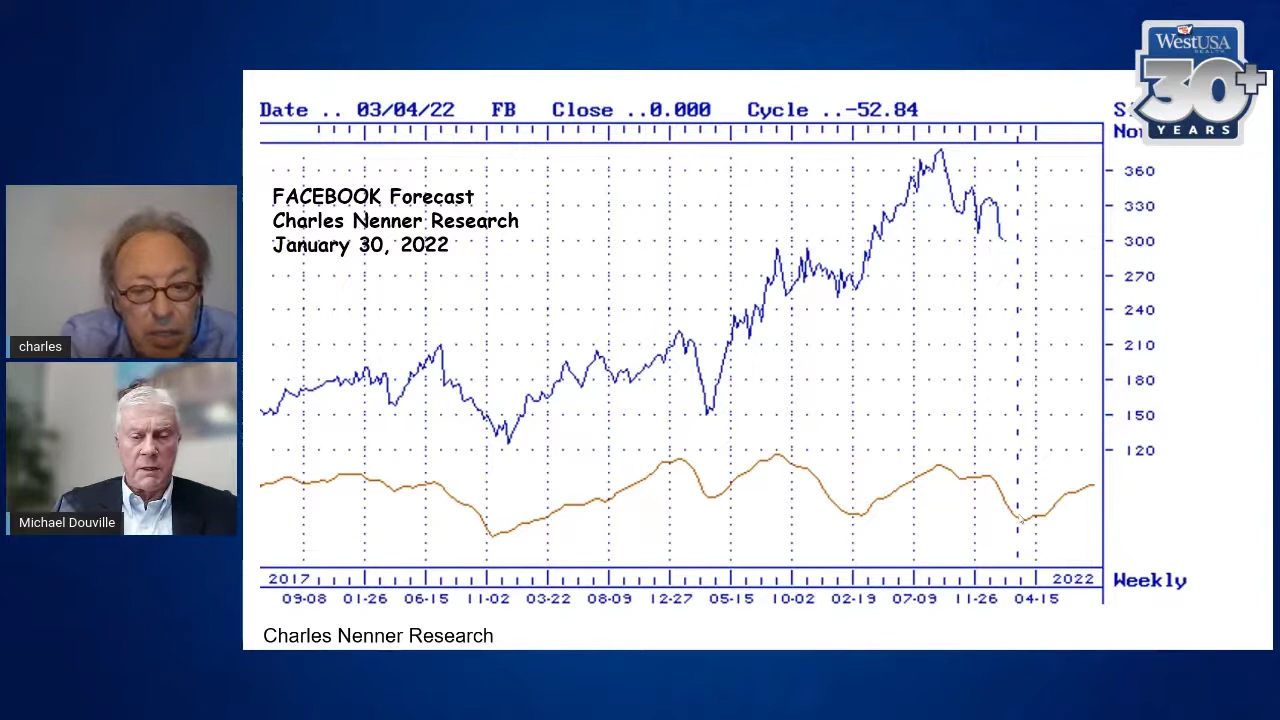 WestUSA
REALTY
30+
YEARS
Date .. 03/04/22 FB Close ..0.000 Cycle ..-52.84
FACEBOOK Forecast
Charles Nenner Research
January 30, 2022
360
330
300
270
240
210
180
150
120
charles
Michael Douville
2017 2022
Weekly
09-08 01-26 06-15 11-02 03-22 08-09 12-27 05-15 10-02 02-19 07-09 11-26 04-15
Charles Nenner Research